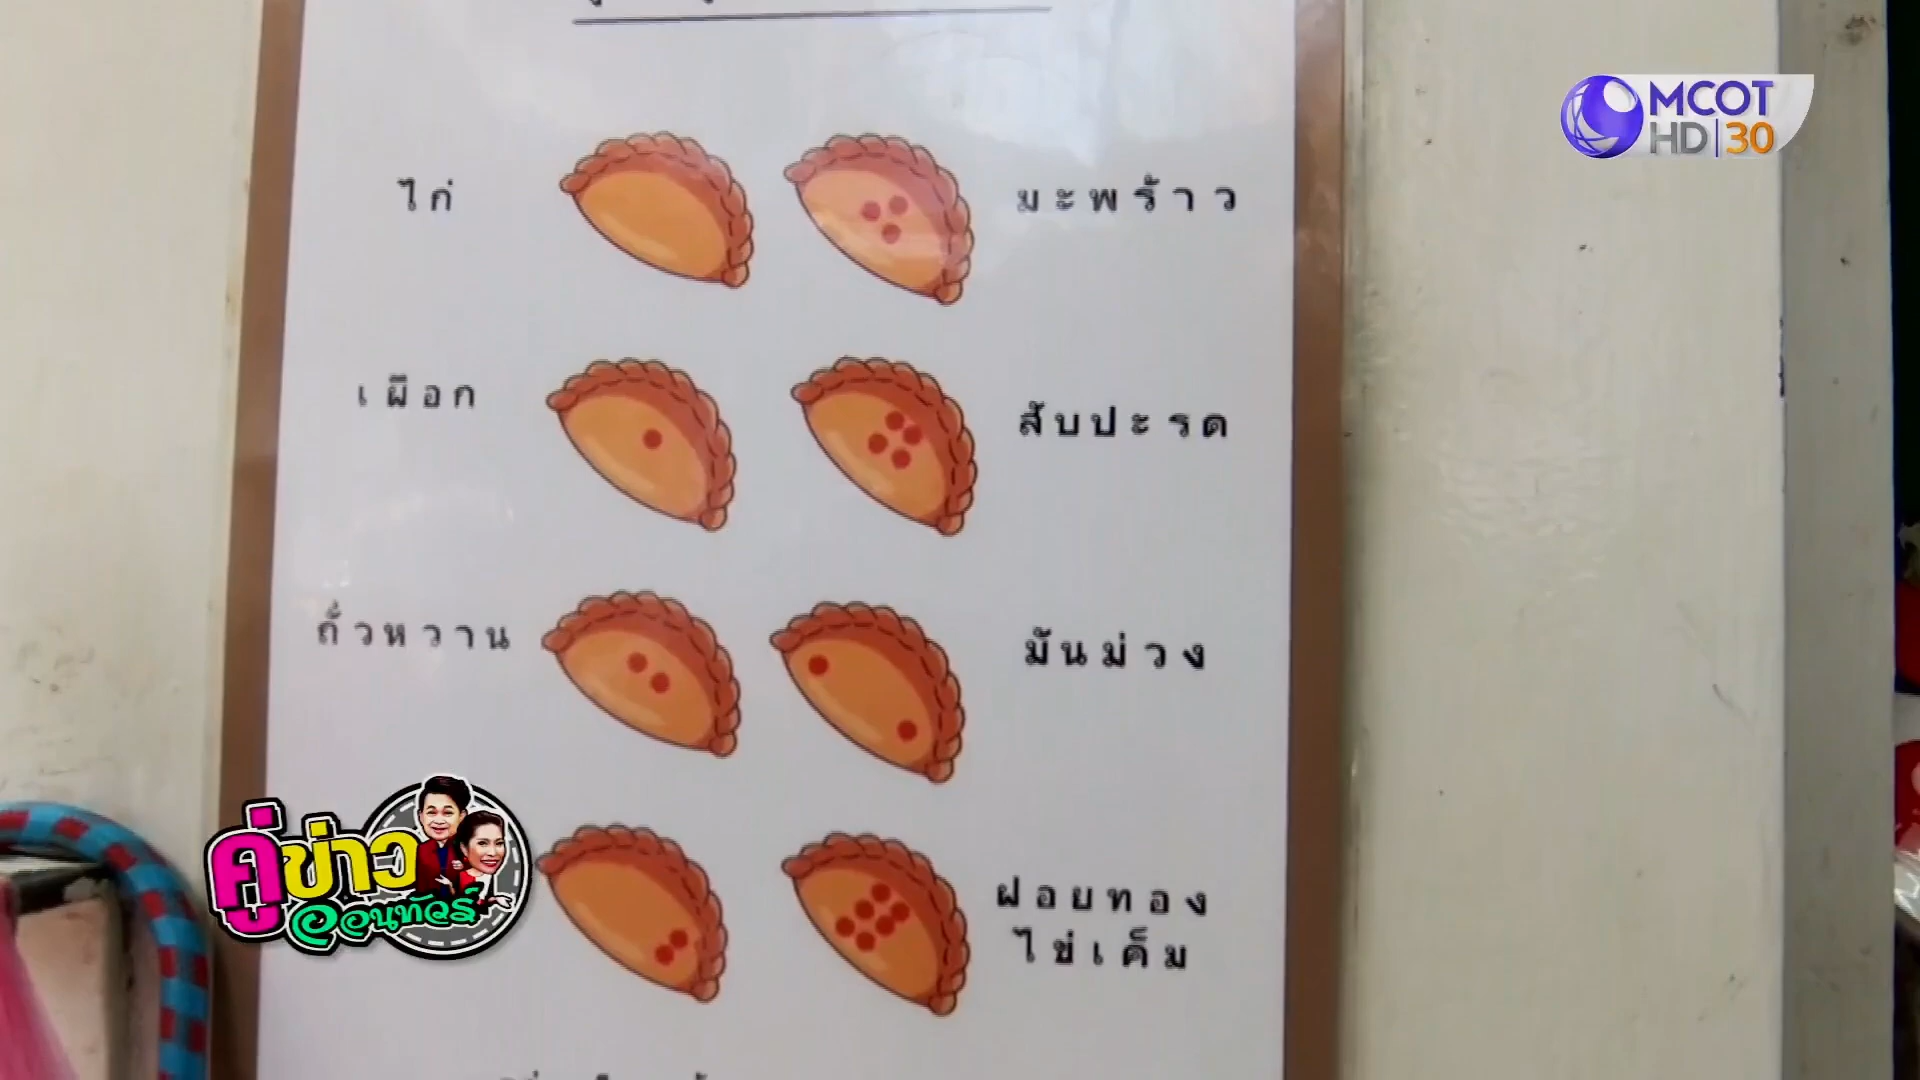 MCOT
HD 30
ไก่
มะพร้าว
เผือก
สับปะรด
ถั่วหวาน
มันม่วง
ฝอยทอง
ไข่เค็ม
คู่ข่าว
ออนทัวร์